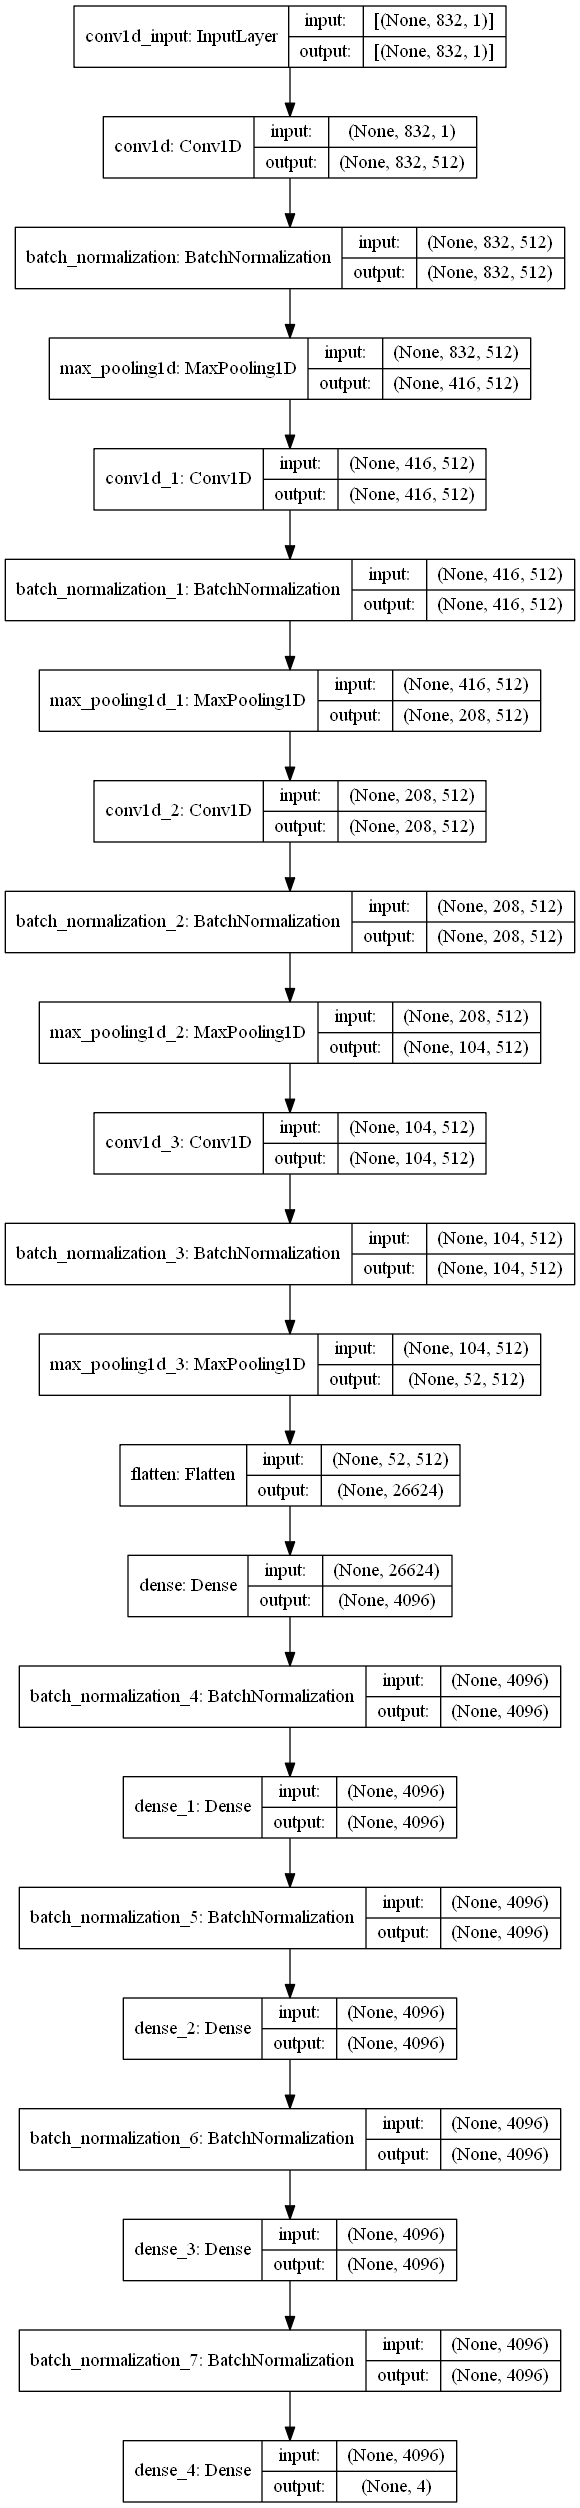 conv1d_input: InputLayer
input: [(None, 832, 1)]
output: [(None, 832, 1)]
conv1d: Conv1D
input: (None, 832, 1)
output: (None, 832, 512)
batch_normalization: BatchNormalization
input: (None, 832, 512)
output: (None, 832, 512)
max_pooling1d: MaxPooling1D
input: (None, 832, 512)
output: (None, 416, 512)
conv1d_1: Conv1D
input: (None, 416, 512)
output: (None, 416, 512)
batch_normalization_1: BatchNormalization
input: (None, 416, 512)
output: (None, 416, 512)
max_pooling1d_1: MaxPooling1D
input: (None, 416, 512)
output: (None, 208, 512)
conv1d_2: Conv1D
input: (None, 208, 512)
output: (None, 208, 512)
batch_normalization_2: BatchNormalization
input: (None, 208, 512)
output: (None, 208, 512)
max_pooling1d_2: MaxPooling1D
input: (None, 208, 512)
output: (None, 104, 512)
conv1d_3: Conv1D
input: (None, 104, 512)
output: (None, 104, 512)
batch_normalization_3: BatchNormalization
input: (None, 104, 512)
output: (None, 104, 512)
max_pooling1d_3: MaxPooling1D
input: (None, 104, 512)
output: (None, 52, 512)
flatten: Flatten
input: (None, 52, 512)
output: (None, 26624)
dense: Dense
input: (None, 26624)
output: (None, 4096)
batch_normalization_4: BatchNormalization
input: (None, 4096)
output: (None, 4096)
dense_1: Dense
input: (None, 4096)
output: (None, 4096)
batch_normalization_5: BatchNormalization
input: (None, 4096)
output: (None, 4096)
dense_2: Dense
input: (None, 4096)
output: (None, 4096)
batch_normalization_6: BatchNormalization
input: (None, 4096)
output: (None, 4096)
dense_3: Dense
input: (None, 4096)
output: (None, 4096)
batch_normalization_7: BatchNormalization
input: (None, 4096)
output: (None, 4096)
dense_4: Dense
input: (None, 4096)
output: (None, 4)